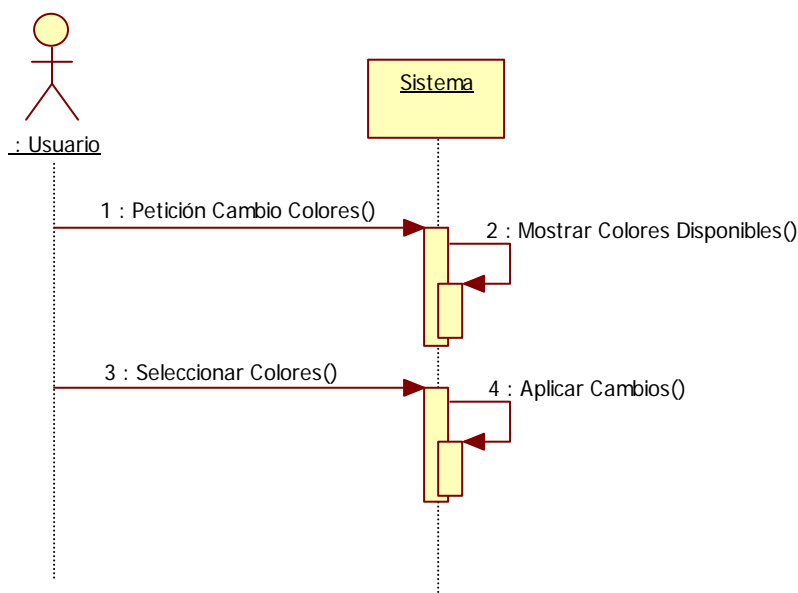 Sistema
: Usuario
1 : Petición Cambio Colores()
2 : Mostrar Colores Disponibles()
3 : Seleccionar Colores()
4 : Aplicar Cambios()